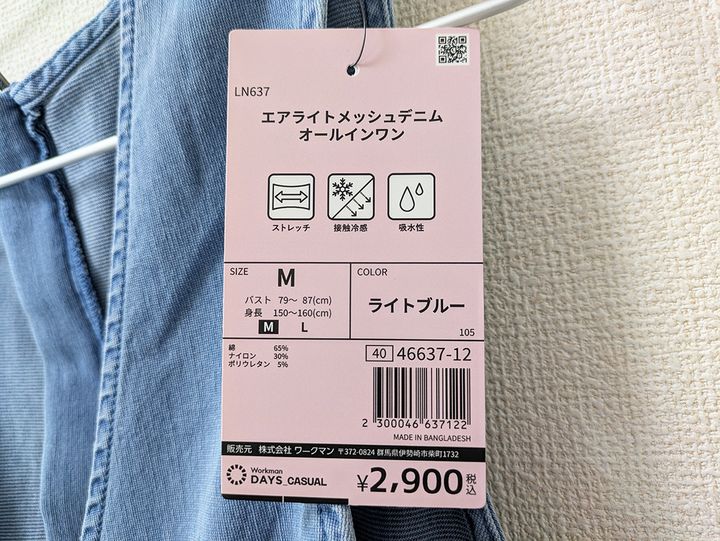 LN637
エアライトメッシュデニム
オールインワン
ストレッチ
接触冷感
吸水性
SIZE
M
バスト 79～ 87(cm)
身長 150～160(cm)
M L
COLOR
ライトブルー
105
綿 65%
ナイロン 30%
ポリウレタン 5%
40 46637-12
2 300046 637122
MADE IN BANGLADESH
販売元 株式会社 ワークマン 〒372-0824 群馬県伊勢崎市柴町1732
Workman
DAYS_CASUAL
¥2,900税込